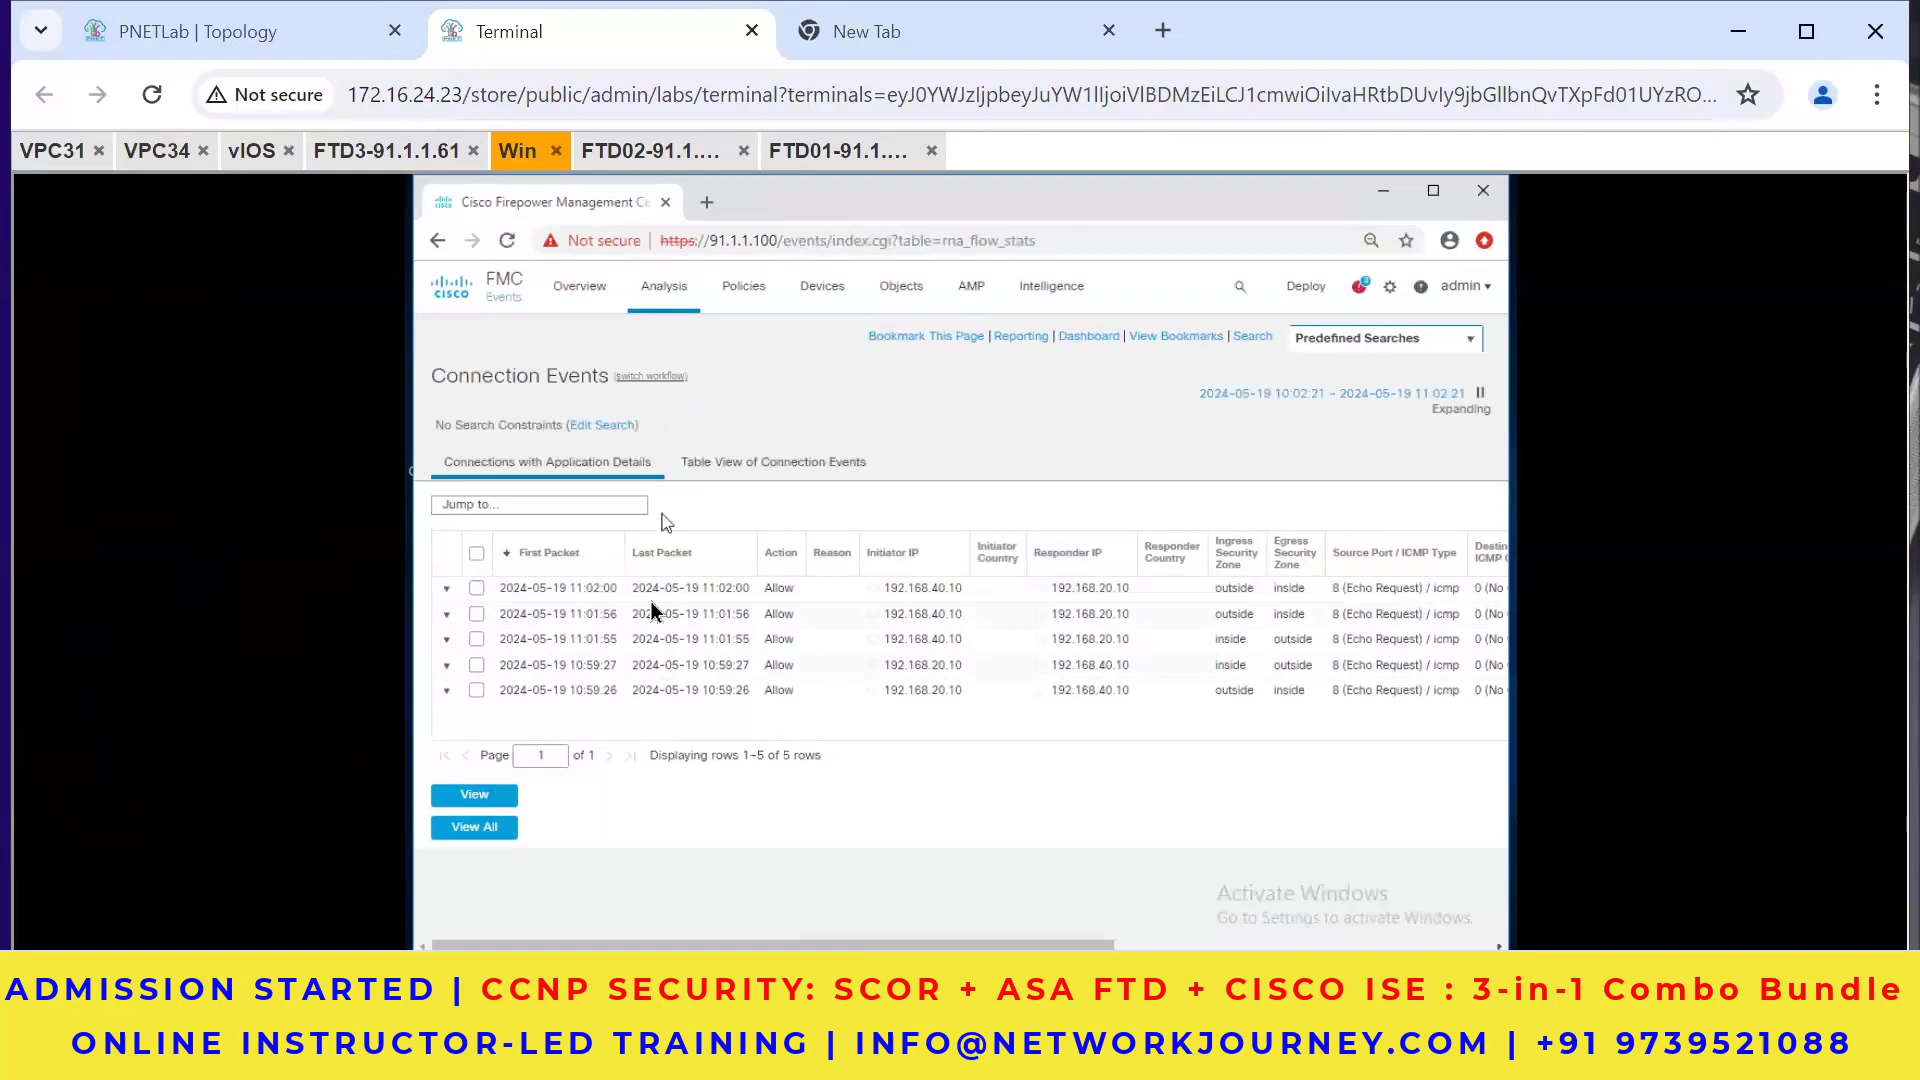 PNETLab | Topology
Terminal
New Tab
Not secure
172.16.24.23/store/public/admin/labs/terminal?terminals=
VPC31 VPC34 vIOS FTD3-91.1.1.61 Win FTD02-91.1.... FTD01-91.1....
Cisco Firepower Management Ce
Not secure https://91.1.1.100/events/index.cgi?table=rna_flow_stats
CISCO
FMC
Events
Overview Analysis Policies Devices Objects AMP Intelligence Deploy admin
Bookmark This Page | Reporting | Dashboard | View Bookmarks | Search Predefined Searches
Connection Events (switch workflow)
2024-05-19 10:02:21 - 2024-05-19 11:02:21
Expanding
No Search Constraints (Edit Search)
Connections with Application Details Table View of Connection Events
Jump to...
First Packet Last Packet Action Reason Initiator IP Initiator Country Responder IP Responder Country Ingress Security Zone Egress Security Zone Source Port / ICMP Type Destin ICMP
2024-05-19 11:02:00 2024-05-19 11:02:00 Allow 192.168.40.10 192.168.20.10 outside inside 8 (Echo Request) / icmp 0 (No
2024-05-19 11:01:56 2024-05-19 11:01:56 Allow 192.168.40.10 192.168.20.10 outside inside 8 (Echo Request) / icmp 0 (No
2024-05-19 11:01:55 2024-05-19 11:01:55 Allow 192.168.40.10 192.168.20.10 inside outside 8 (Echo Request) / icmp 0 (No
2024-05-19 10:59:27 2024-05-19 10:59:27 Allow 192.168.20.10 192.168.40.10 inside outside 8 (Echo Request) / icmp 0 (No
2024-05-19 10:59:26 2024-05-19 10:59:26 Allow 192.168.20.10 192.168.40.10 outside inside 8 (Echo Request) / icmp 0 (No
Page 1 of 1 Displaying rows 1-5 of 5 rows
View
View All
Activate Windows
Go to Settings to activate Windows.
ADMISSION STARTED | CCNP SECURITY: SCOR + ASA FTD + CISCO ISE : 3-in-1 Combo Bundle
ONLINE INSTRUCTOR-LED TRAINING | INFO@NETWORKJOURNEY.COM | +91 9739521088